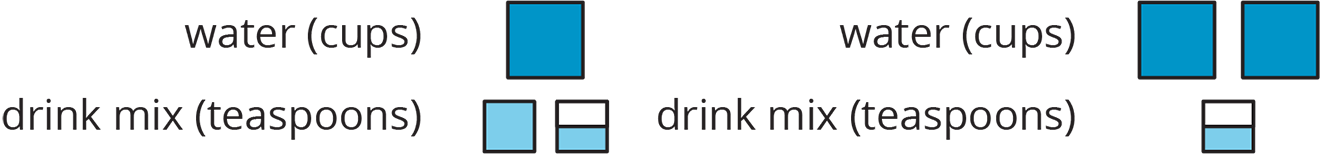 water (cups)
drink mix (teaspoons)
water (cups)
drink mix (teaspoons)